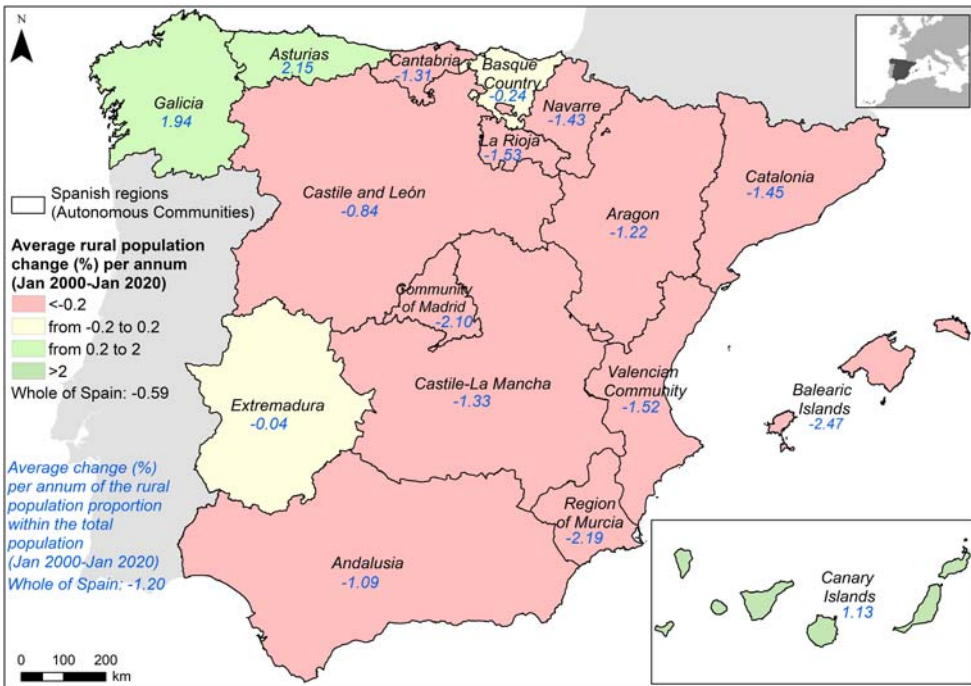 N
Asturias
2.15
Cantabria
-1.31
Basque
Country
-0.24
Galicia
1.94
Navarre
-1.43
La Rioja
-1.53
Catalonia
-1.45
Castile and León
-0.84
Aragon
-1.22
Spanish regions
(Autonomous Communities)
Average rural population
change (%) per annum
(Jan 2000-Jan 2020)
<-0.2
from -0.2 to 0.2
from 0.2 to 2
>2
Whole of Spain: -0.59
Community
of Madrid
-2.10
Castile-La Mancha
-1.33
Valencian
Community
-1.52
Balearic
Islands
-2.47
Extremadura
-0.04
Average change (%)
per annum of the rural
population proportion
within the total
population
(Jan 2000-Jan 2020)
Whole of Spain: -1.20
Region
of Murcia
-2.19
Andalusia
-1.09
Canary
Islands
1.13
0 100 200
km